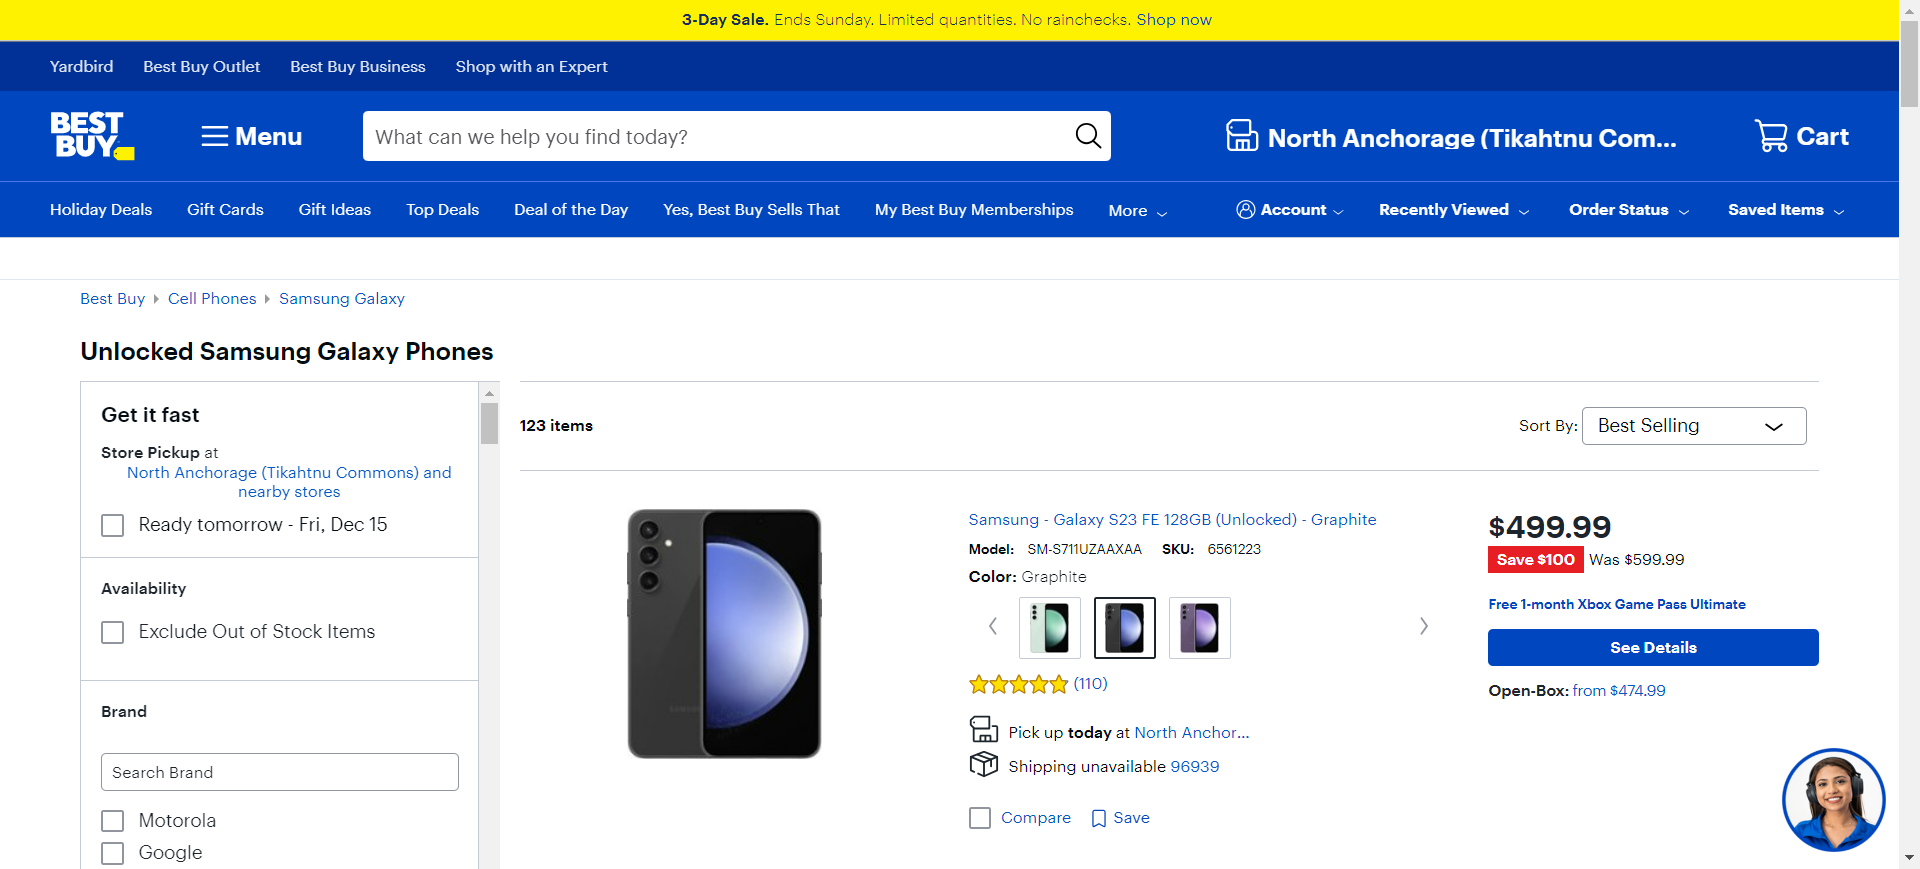 3-Day Sale. Ends Sunday. Limited quantities. No rainchecks. Shop now
Yardbird Best Buy Outlet Best Buy Business Shop with an Expert
BEST BUY
Menu
What can we help you find today?
North Anchorage (Tikahtnu Com...
Cart
Holiday Deals Gift Cards Gift Ideas Top Deals Deal of the Day Yes, Best Buy Sells That My Best Buy Memberships More Account Recently Viewed Order Status Saved Items
Best Buy Cell Phones Samsung Galaxy
Unlocked Samsung Galaxy Phones
Get it fast
Store Pickup at
North Anchorage (Tikahtnu Commons) and
nearby stores
Ready tomorrow - Fri, Dec 15
Availability
Exclude Out of Stock Items
Brand
Search Brand
Motorola
Google
123 items
Sort By: Best Selling
Samsung - Galaxy S23 FE 128GB (Unlocked) - Graphite
Model: SM-S711UZAAXAA SKU: 6561223
Color: Graphite
(110)
Pick up today at North Anchor...
Shipping unavailable 96939
Compare Save
$499.99
Save $100 Was $599.99
Free 1-month Xbox Game Pass Ultimate
See Details
Open-Box: from $474.99